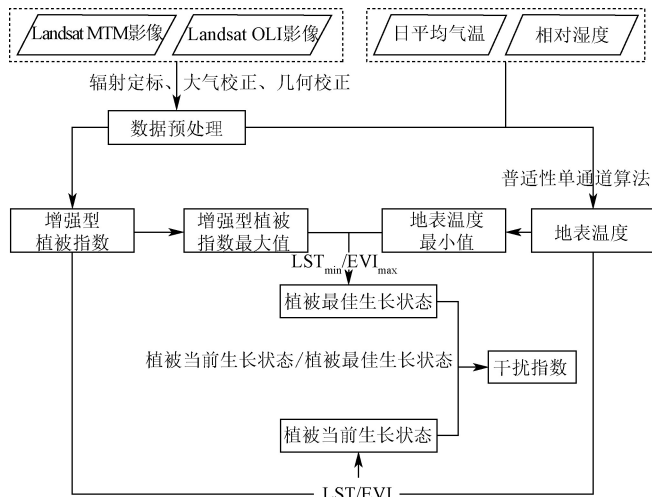 Landsat MTM影像
Landsat OLI影像
日平均气温
相对湿度
辐射定标、大气校正、几何校正
数据预处理
普适性单通道算法
增强型
植被指数
增强型植被
指数最大值
地表温度
最小值
地表温度
LSTmin/EVImax
植被最佳生长状态
植被当前生长状态/植被最佳生长状态
干扰指数
植被当前生长状态
LST/EVI